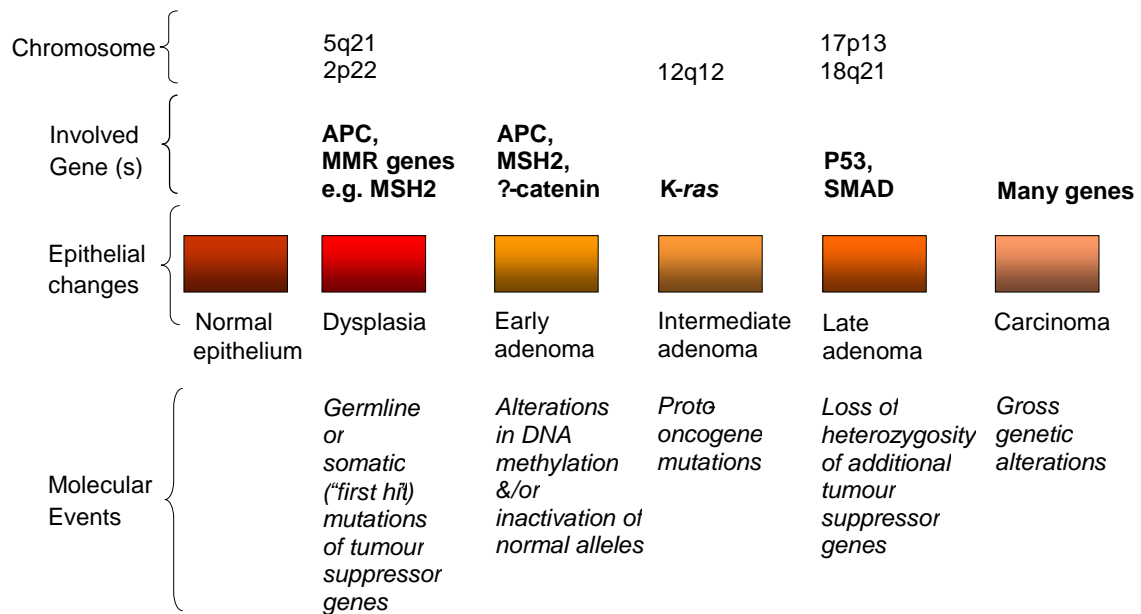 Chromosome
5q21
2p22
12q12
17p13
18q21
Involved
Gene (s)
APC,
MMR genes
e.g. MSH2
APC,
MSH2,
?-catenin
K-ras
P53,
SMAD
Many genes
Epithelial
changes
Normal
epithelium
Dysplasia
Early
adenoma
Intermediate
adenoma
Late
adenoma
Carcinoma
Molecular
Events
Germline
or
somatic
(“first hit”)
mutations
of tumour
suppressor
genes
Alterations
in DNA
methylation
&/or
inactivation of
normal alleles
Proto-
oncogene
mutations
Loss of
heterozygosity
of additional
tumour
suppressor
genes
Gross
genetic
alterations